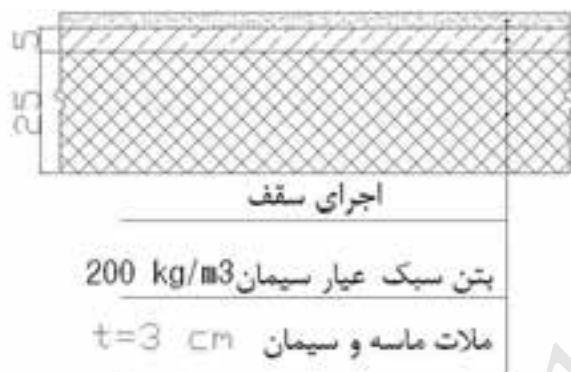 5
25
اجرای سقف
بتن سبک عیار سیمان 200 kg/m3
ملات ماسه و سیمان t=3 cm